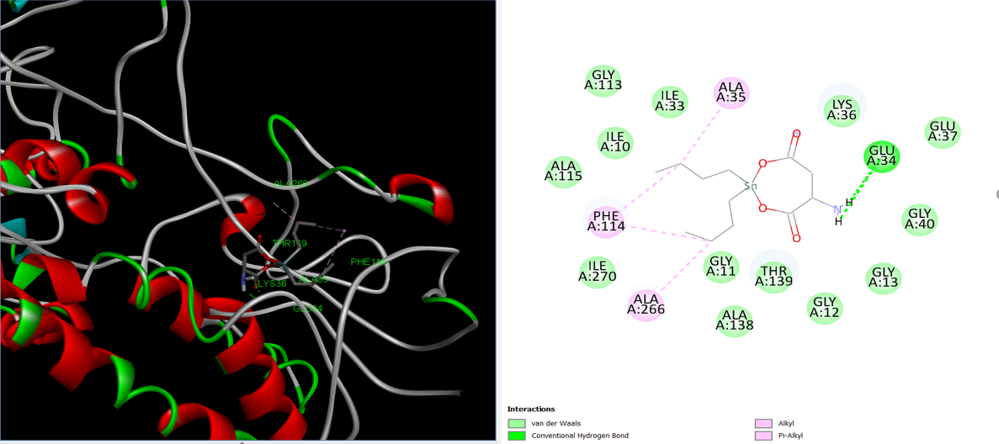 ALA266
THR139
PHE114
LYS36
ALA35
GLU34
GLY
A:113
ILE
A:33
ALA
A:35
LYS
A:36
GLU
A:37
ILE
A:10
GLU
A:34
ALA
A:115
O
O
Sn
H
N
H
O
O
PHE
A:114
GLY
A:40
ILE
A:270
GLY
A:11
THR
A:139
GLY
A:13
ALA
A:266
ALA
A:138
GLY
A:12
Interactions
van der Waals
Conventional Hydrogen Bond
Alkyl
Pi-Alkyl